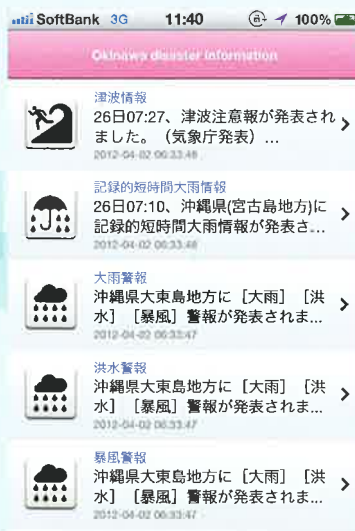 SoftBank 3G 11:40 100%
Okinawa disaster information
津波情報
26日07:27、津波注意報が発表され
ました。（気象庁発表）...
2012-04-02 06:33:48
記録的短時間大雨情報
26日07:10、沖縄県(宮古島地方)に
記録的短時間大雨情報が発表さ...
2012-04-02 06:33:48
大雨警報
沖縄県大東島地方に［大雨］［洪
水］［暴風］警報が発表されま...
2012-04-02 06:33:47
洪水警報
沖縄県大東島地方に［大雨］［洪
水］［暴風］警報が発表されま...
2012-04-02 06:33:47
暴風警報
沖縄県大東島地方に［大雨］［洪
水］［暴風］警報が発表されま...
2012-04-02 06:33:47